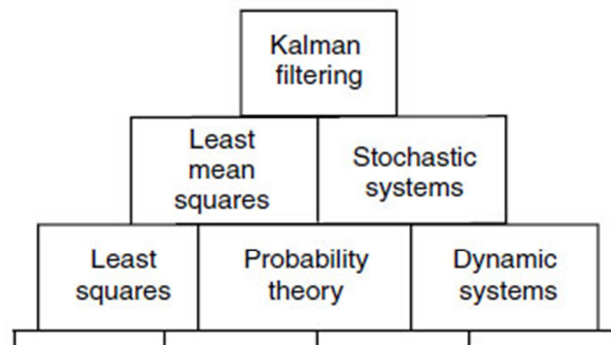 Kalman
filtering
Least
mean
squares
Stochastic
systems
Least
squares
Probability
theory
Dynamic
systems